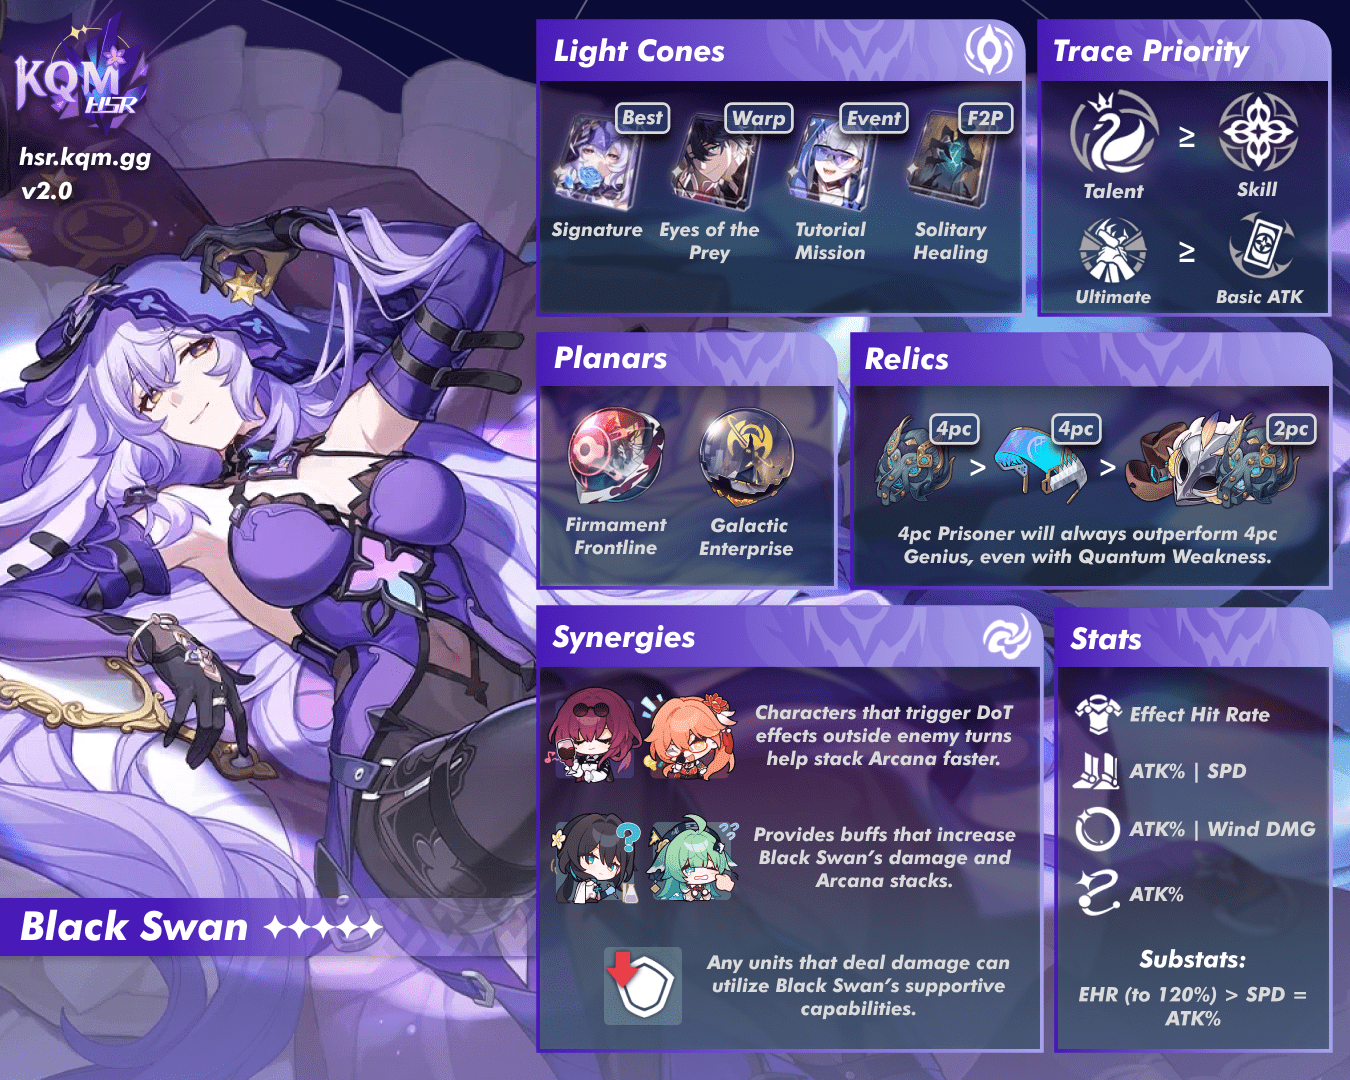 KQM
HSR
hsr.kqm.gg
v2.0
Black Swan
Light Cones
Best
Warp
Event
F2P
Signature
Eyes of the
Prey
Tutorial
Mission
Solitary
Healing
Trace Priority
≥
Talent
Skill
≥
Ultimate
Basic ATK
Planars
Firmament
Frontline
Galactic
Enterprise
Relics
4pc
>
4pc
>
2pc
4pc Prisoner will always outperform 4pc
Genius, even with Quantum Weakness.
Synergies
Characters that trigger DoT
effects outside enemy turns
help stack Arcana faster.
Provides buffs that increase
Black Swan's damage and
Arcana stacks.
Any units that deal damage can
utilize Black Swan's supportive
capabilities.
Stats
Effect Hit Rate
ATK% | SPD
ATK% | Wind DMG
ATK%
Substats:
EHR (to 120%) > SPD =
ATK%